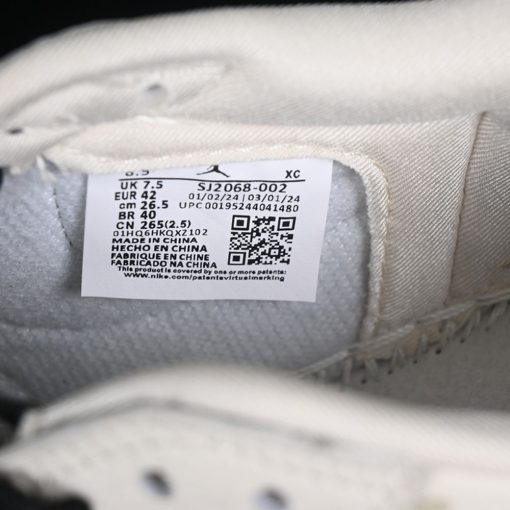 8.5 XC
UK 7.5 SJ2068-002
EUR 42 01/02/24 | 03/01/24
cm 26.5 UPC 00195244041480
BR 40
CN 265(2.5)
01HQ6HKQXZ102
MADE IN CHINA
HECHO EN CHINA
FABRIQUE EN CHINE
FABRICADO NA CHINA
This product is covered by one or more patents:
www.nike.com/patentsvirtualmarking